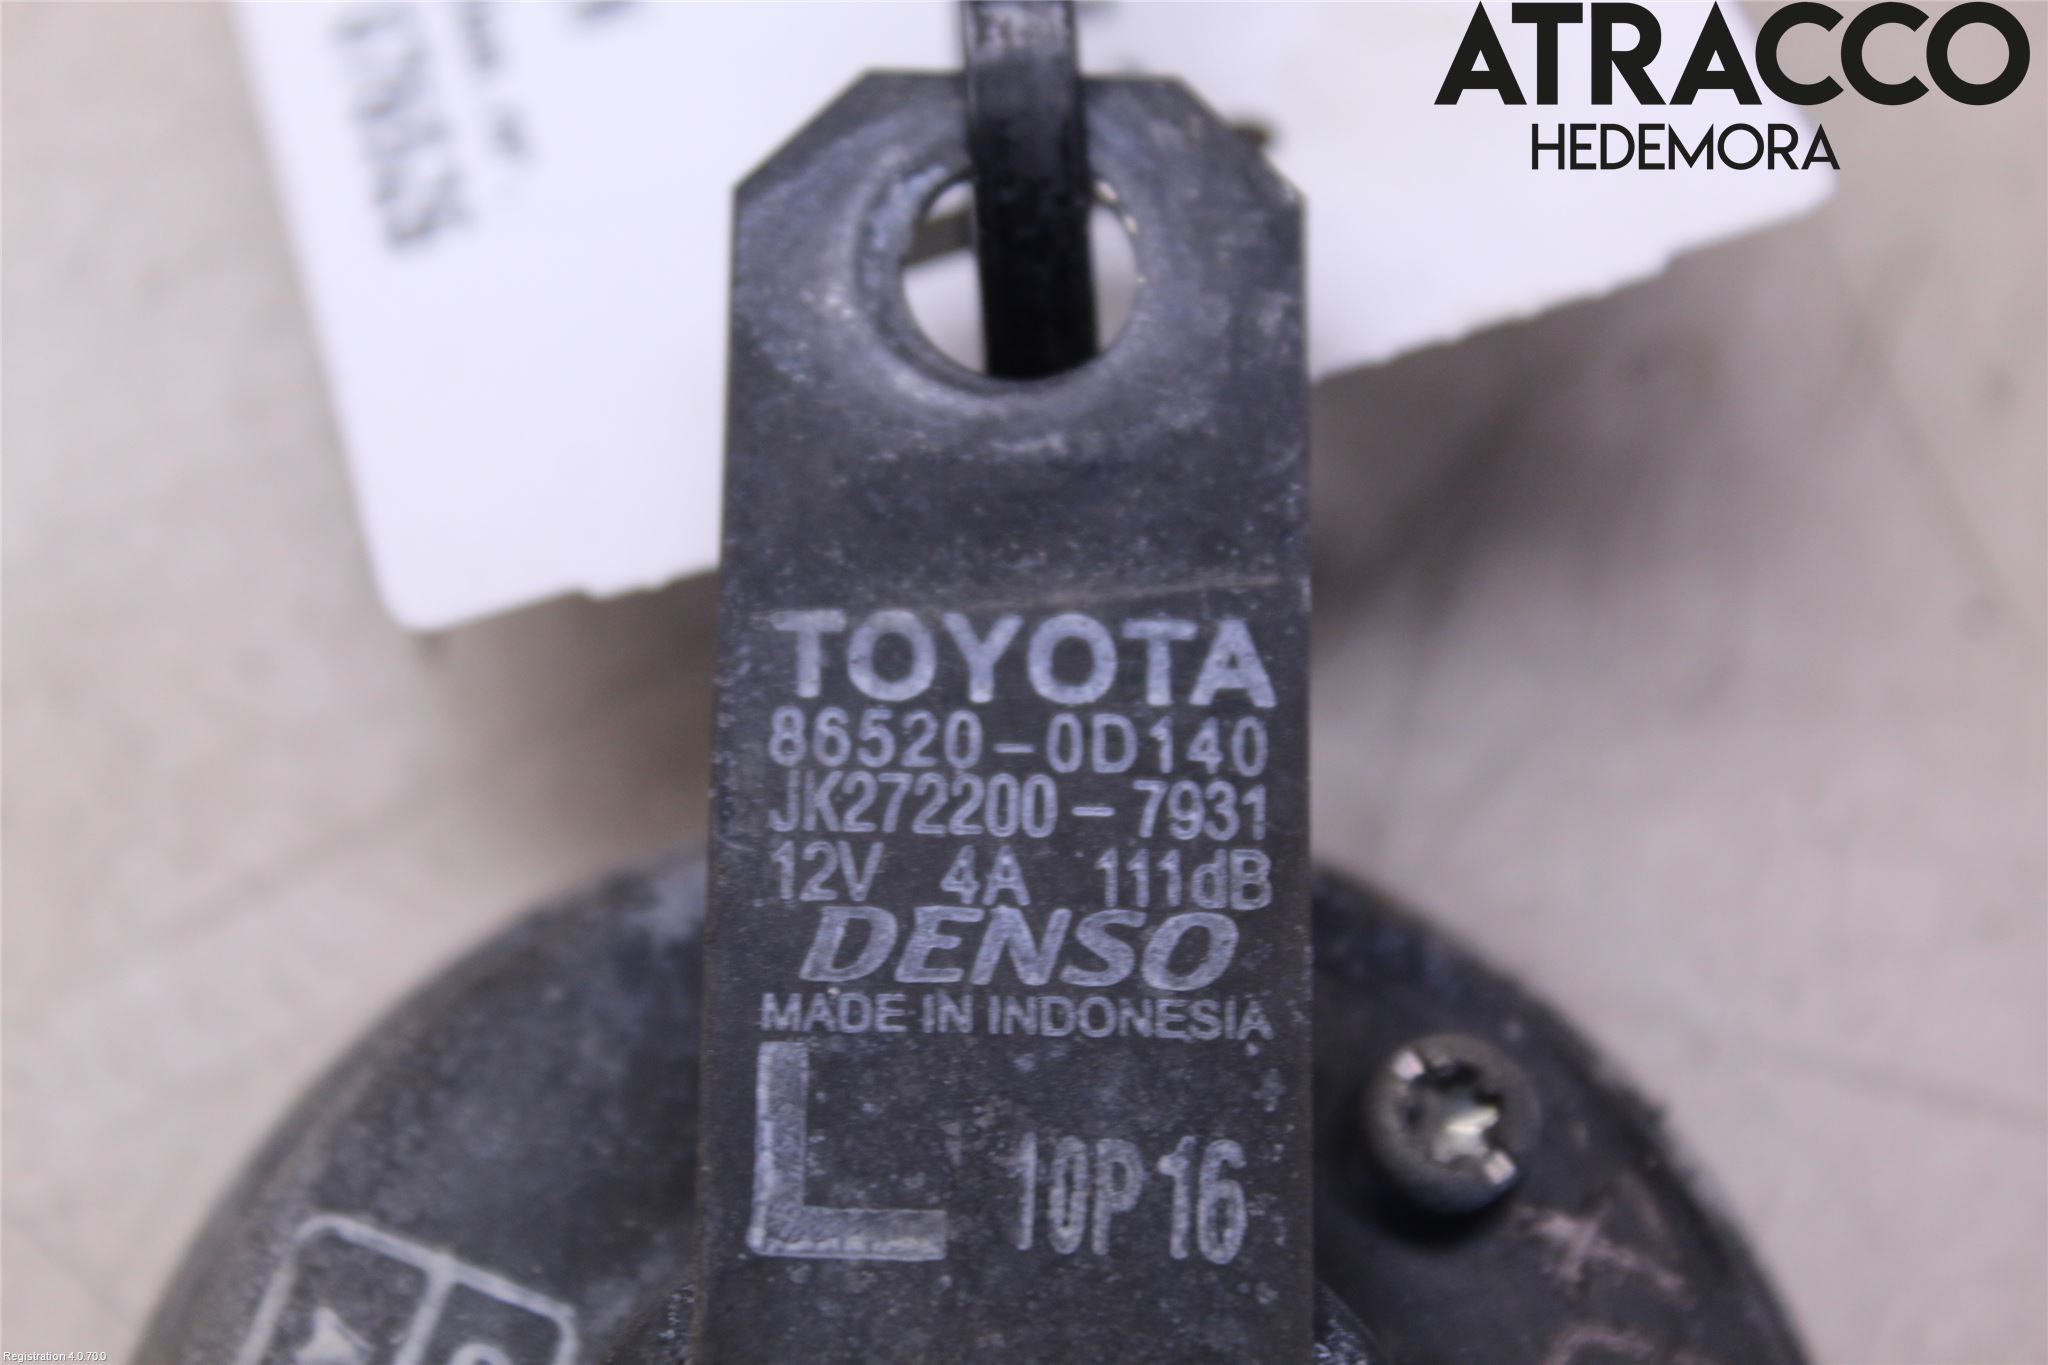 ATRACCO
HEDEMORA
TOYOTA
86520-0D140
JK272200-7931
12V 4A 111dB
DENSO
MADE IN INDONESIA
L
10P16
Registration 4.0.70.0